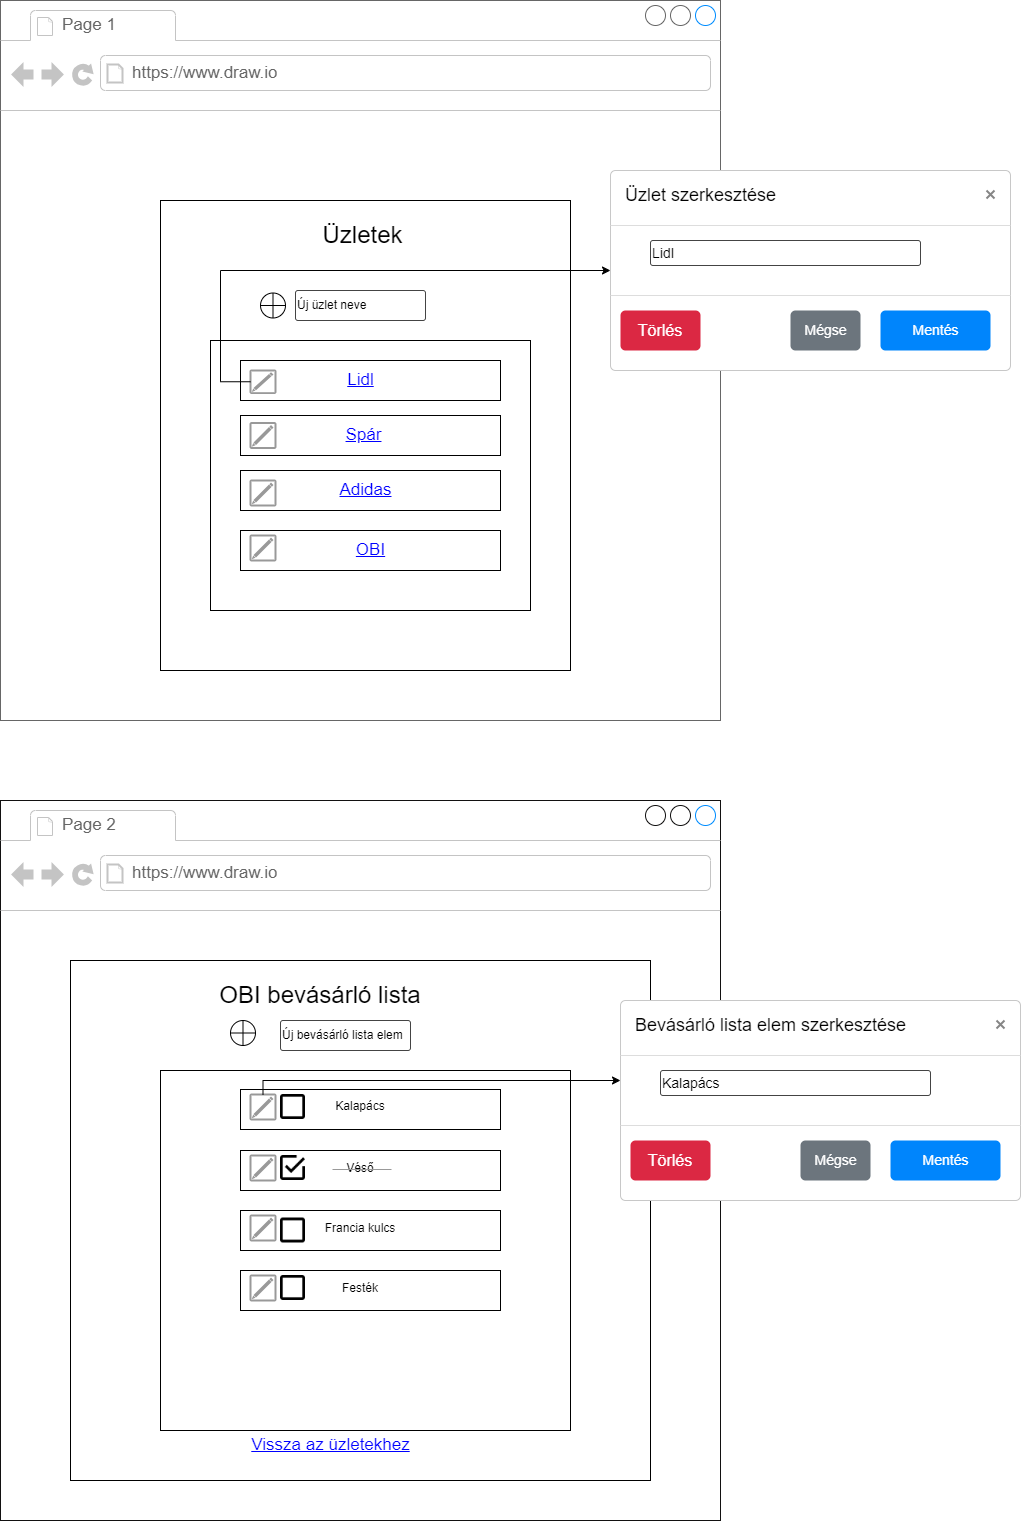 Page 1
https://www.draw.io
Üzletek
Új üzlet neve
Lidl
Spár
Adidas
OBI
Üzlet szerkesztése ×
Lidl
Törlés Mégse Mentés
Page 2
https://www.draw.io
OBI bevásárló lista
Új bevásárló lista elem
Kalapács
Véső
Francia kulcs
Festék
Vissza az üzletekhez
Bevásárló lista elem szerkesztése ×
Kalapács
Törlés Mégse Mentés